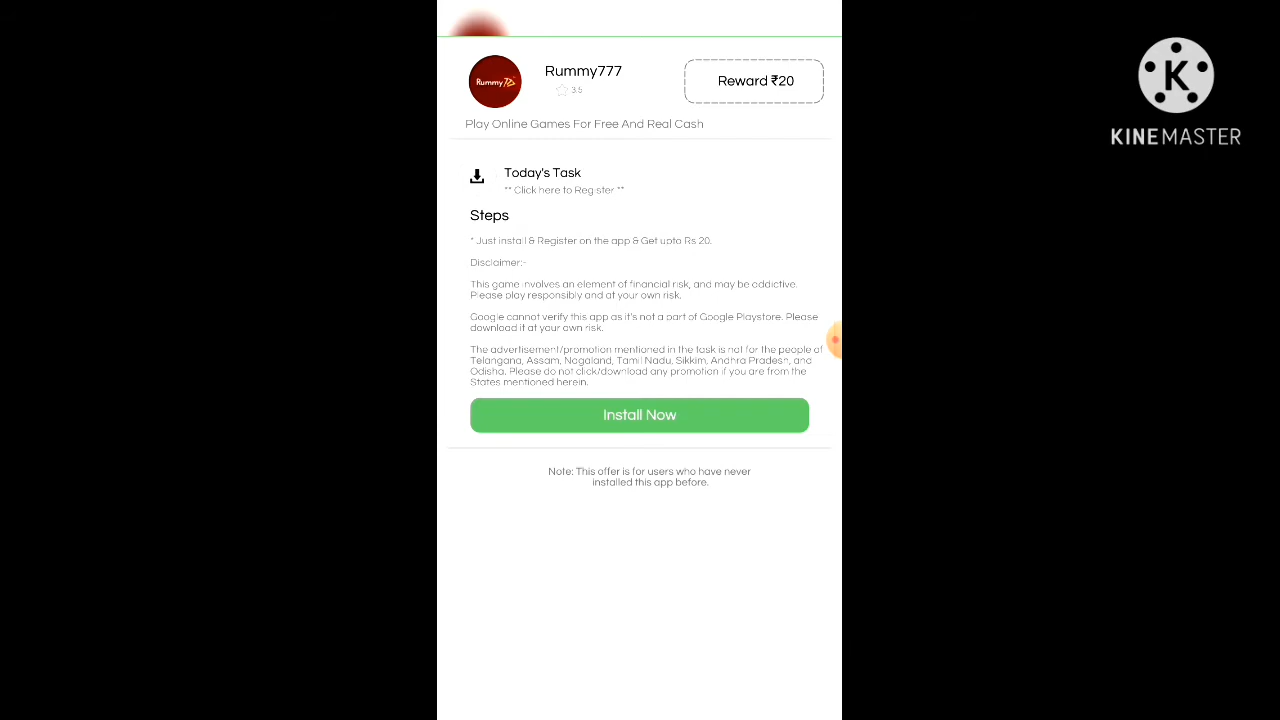 Rummy777
3.5
Reward ₹20
Play Online Games For Free And Real Cash
Today's Task
** Click here to Register **
Steps
* Just install & Register on the app & Get upto Rs 20.
Disclaimer:-
This game involves an element of financial risk, and may be addictive.
Please play responsibly and at your own risk.
Google cannot verify this app as it's not a part of Google Playstore. Please
download it at your own risk.
The advertisement/promotion mentioned in the task is not for the people of
Telangana, Assam, Nagaland, Tamil Nadu, Sikkim, Andhra Pradesh, and
Odisha. Please do not click/download any promotion if you are from the
States mentioned herein.
Install Now
Note: This offer is for users who have never
installed this app before.
K
KINEMASTER